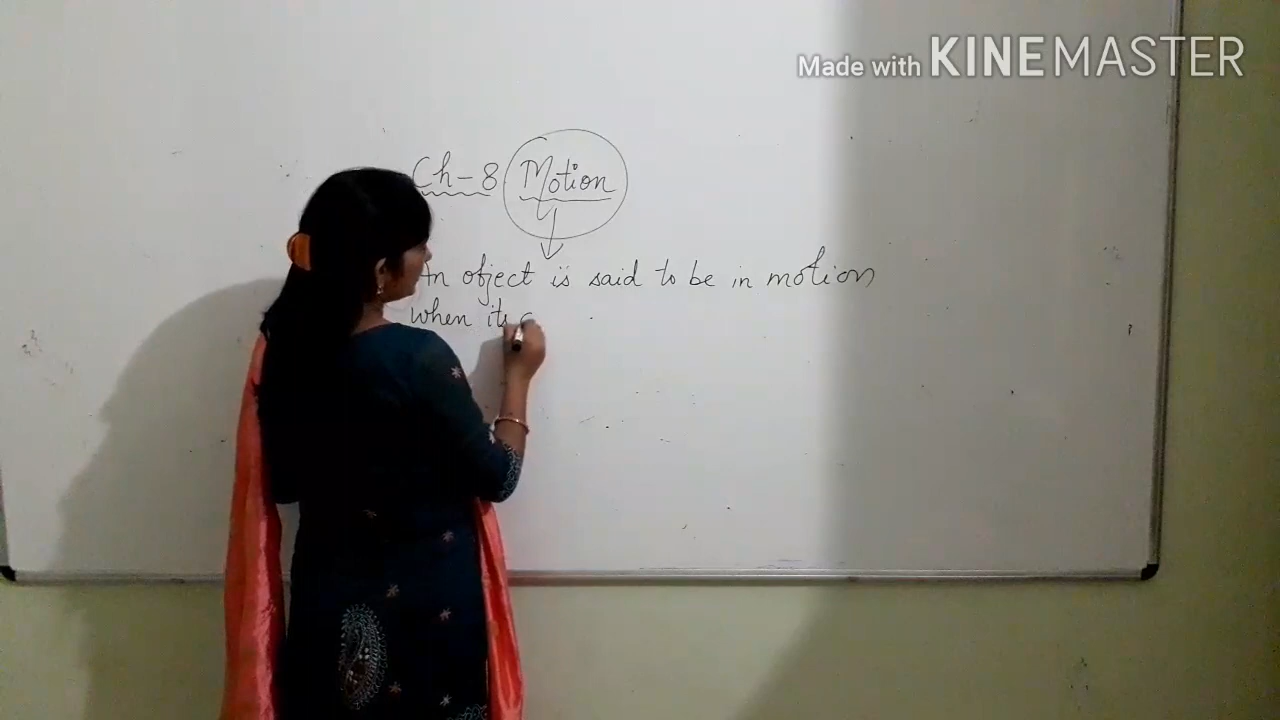 Made with KINEMASTER
Ch-8 Motion
An object is said to be in motion
when its